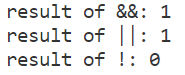 result of &&: 1
result of ||: 1
result of !: 0